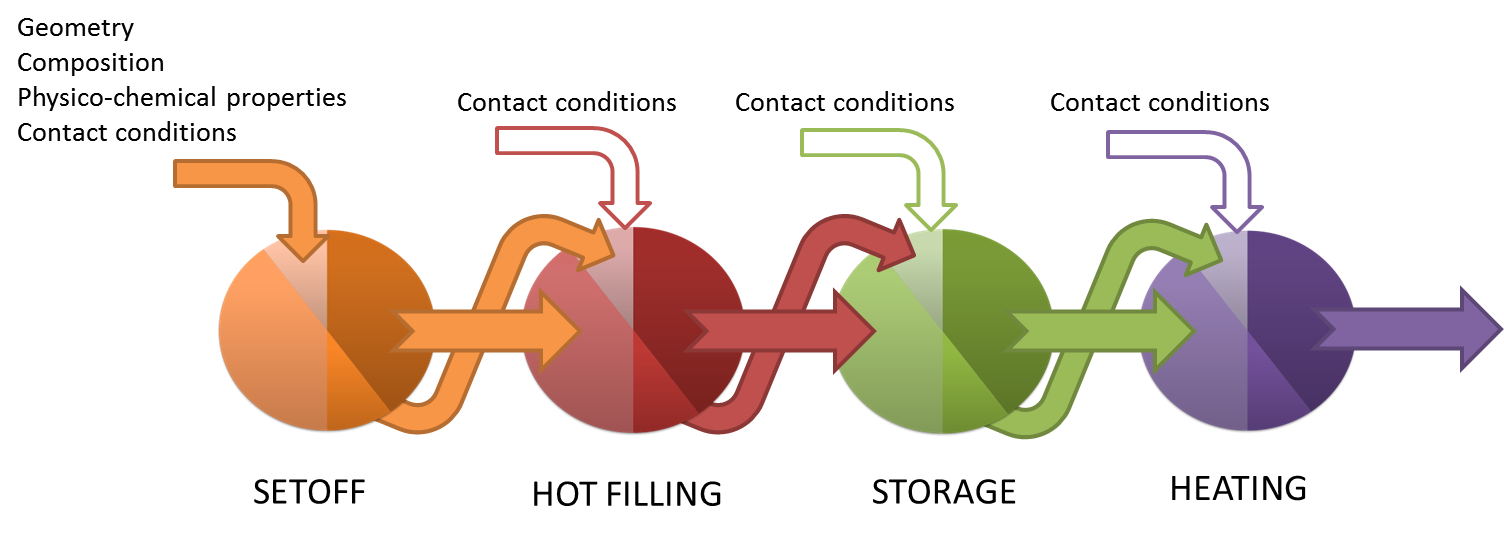 Geometry
Composition
Physico-chemical properties
Contact conditions
Contact conditions
Contact conditions
Contact conditions
SETOFF
HOT FILLING
STORAGE
HEATING